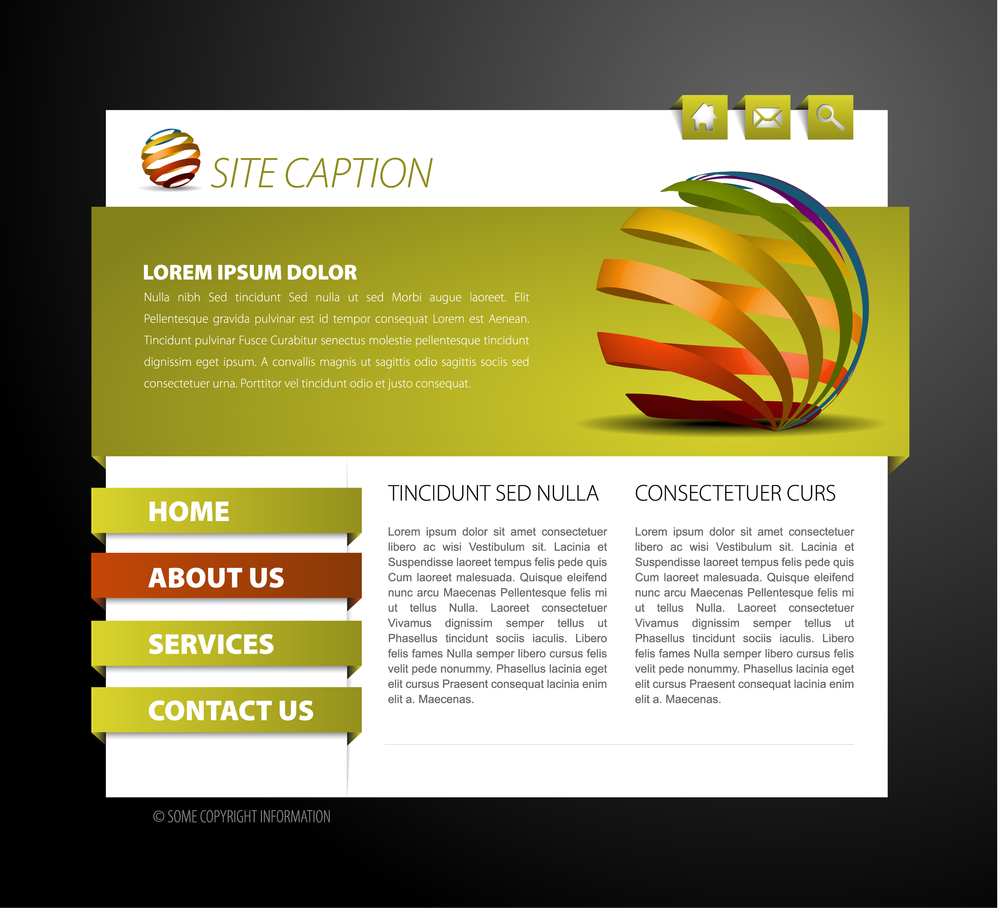 SITE CAPTION
LOREM IPSUM DOLOR
Nulla nibh Sed tincidunt Sed nulla ut sed Morbi augue laoreet. Elit
Pellentesque gravida pulvinar est id tempor consequat Lorem est Aenean.
Tincidunt pulvinar Fusce Curabitur senectus molestie pellentesque tincidunt
dignissim eget ipsum. A convallis magnis ut sagittis odio sagittis sociis sed
consectetuer urna. Porttitor vel tincidunt odio et justo consequat.
HOME
ABOUT US
SERVICES
CONTACT US
TINCIDUNT SED NULLA
Lorem ipsum dolor sit amet consectetuer
libero ac wisi Vestibulum sit. Lacinia et
Suspendisse laoreet tempus felis pede quis
Cum laoreet malesuada. Quisque eleifend
nunc arcu Maecenas Pellentesque felis mi
ut tellus Nulla. Laoreet consectetuer
Vivamus dignissim semper tellus ut
Phasellus tincidunt sociis iaculis. Libero
felis fames Nulla semper libero cursus felis
velit pede nonummy. Phasellus lacinia eget
elit cursus Praesent consequat lacinia enim
elit a. Maecenas.
CONSECTETUER CURS
Lorem ipsum dolor sit amet consectetuer
libero ac wisi Vestibulum sit. Lacinia et
Suspendisse laoreet tempus felis pede quis
Cum laoreet malesuada. Quisque eleifend
nunc arcu Maecenas Pellentesque felis mi
ut tellus Nulla. Laoreet consectetuer
Vivamus dignissim semper tellus ut
Phasellus tincidunt sociis iaculis. Libero
felis fames Nulla semper libero cursus felis
velit pede nonummy. Phasellus lacinia eget
elit cursus Praesent consequat lacinia enim
elit a. Maecenas.
© SOME COPYRIGHT INFORMATION